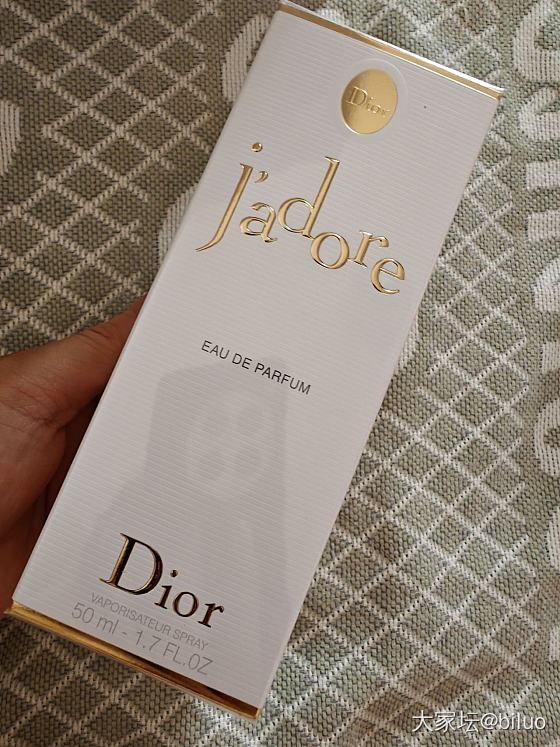 Dior
j'adore
EAU DE PARFUM
Dior
VAPORISATEUR SPRAY
50 ml - 1.7 FL.OZ
大家坛@biluo